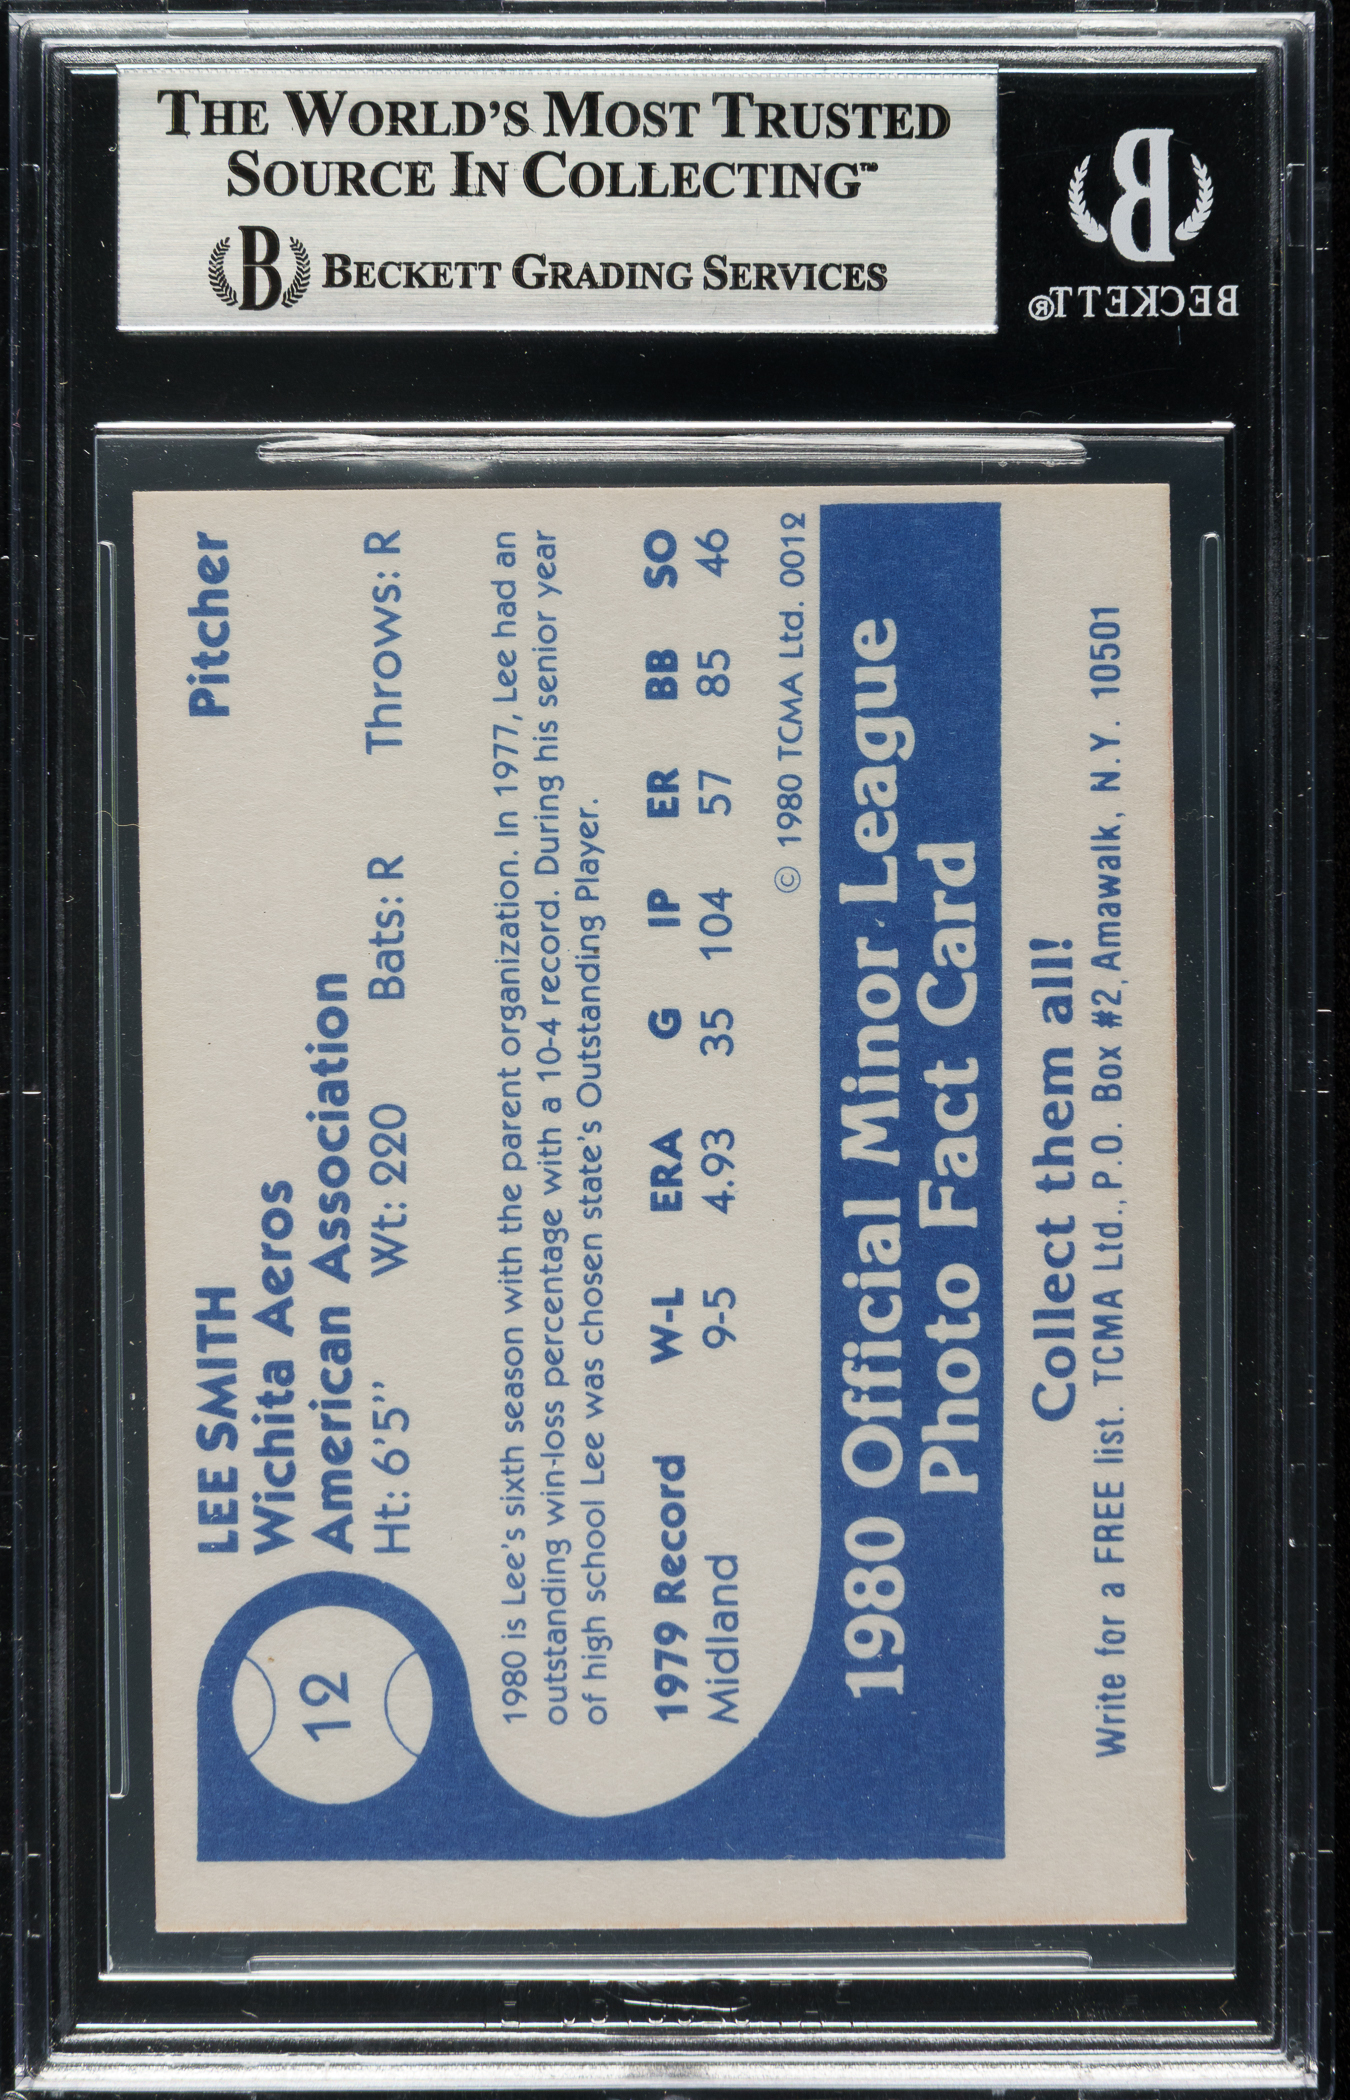 THE WORLD'S MOST TRUSTED
SOURCE IN COLLECTING™
B BECKETT GRADING SERVICES
B
BECKETT®
12
LEE SMITH Pitcher
Wichita Aeros
American Association
Ht: 6'5" Wt: 220 Bats: R Throws: R
1980 is Lee's sixth season with the parent organization. In 1977, Lee had an
outstanding win-loss percentage with a 10-4 record. During his senior year
of high school Lee was chosen state's Outstanding Player.
1979 Record W-L ERA G IP ER BB SO
Midland 9-5 4.93 35 104 57 85 46
© 1980 TCMA Ltd. 0012
1980 Official Minor League
Photo Fact Card
Collect them all!
Write for a FREE list. TCMA Ltd., P.O. Box #2, Amawalk, N.Y. 10501